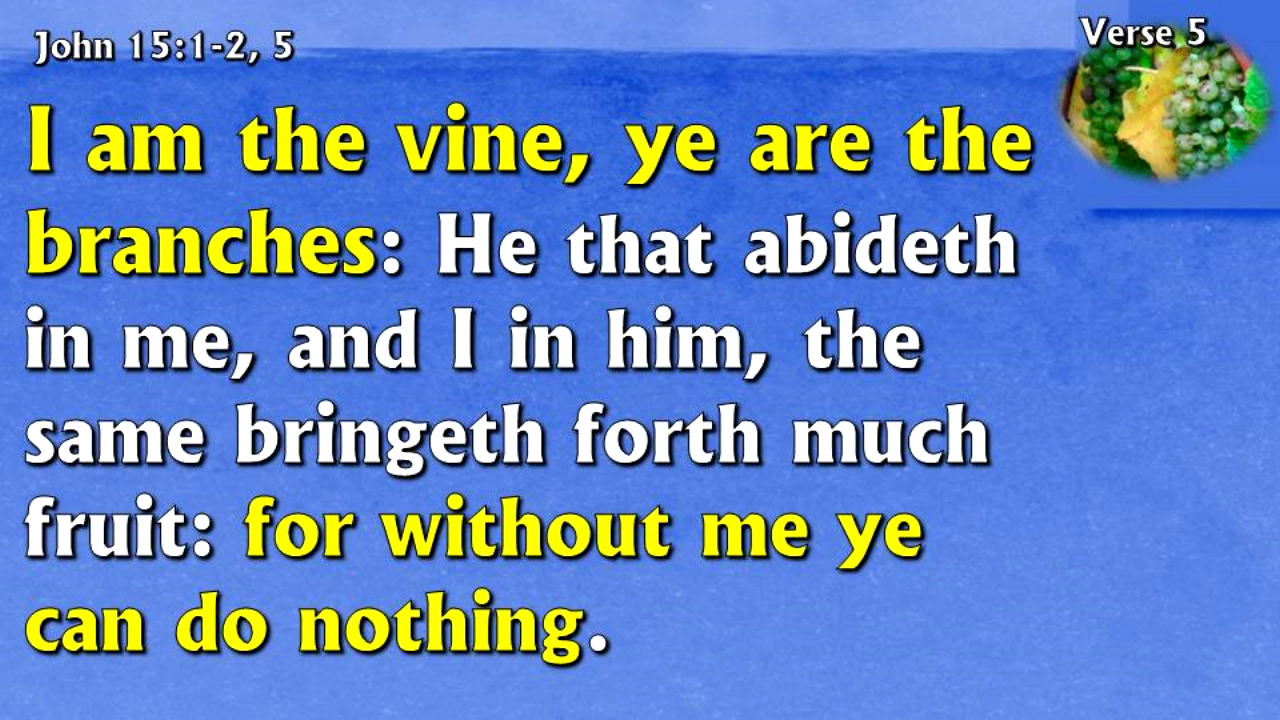 John 15:1-2, 5
Verse 5
I am the vine, ye are the
branches: He that abideth
in me, and I in him, the
same bringeth forth much
fruit: for without me ye
can do nothing.